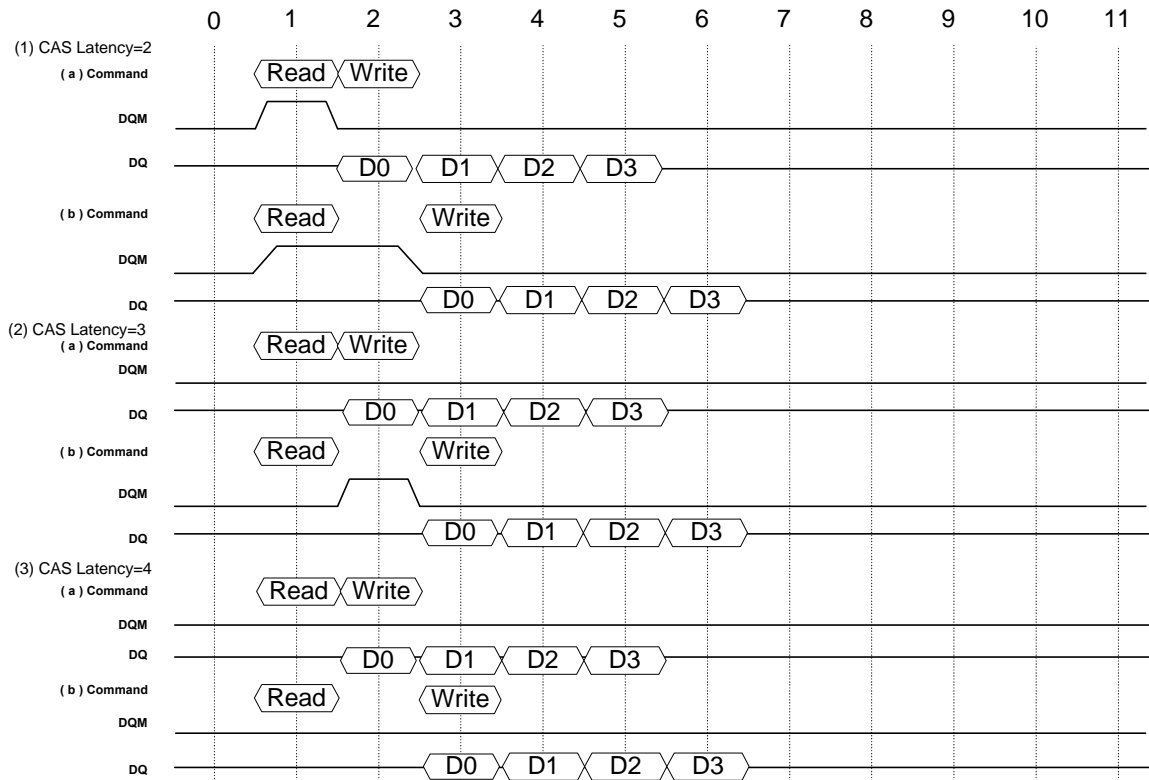 0 1 2 3 4 5 6 7 8 9 10 11
(1) CAS Latency=2
( a ) Command Read Write
DQM
DQ D0 D1 D2 D3
( b ) Command Read Write
DQM
DQ D0 D1 D2 D3
(2) CAS Latency=3
( a ) Command Read Write
DQM
DQ D0 D1 D2 D3
( b ) Command Read Write
DQM
DQ D0 D1 D2 D3
(3) CAS Latency=4
( a ) Command Read Write
DQM
DQ D0 D1 D2 D3
( b ) Command Read Write
DQM
DQ D0 D1 D2 D3